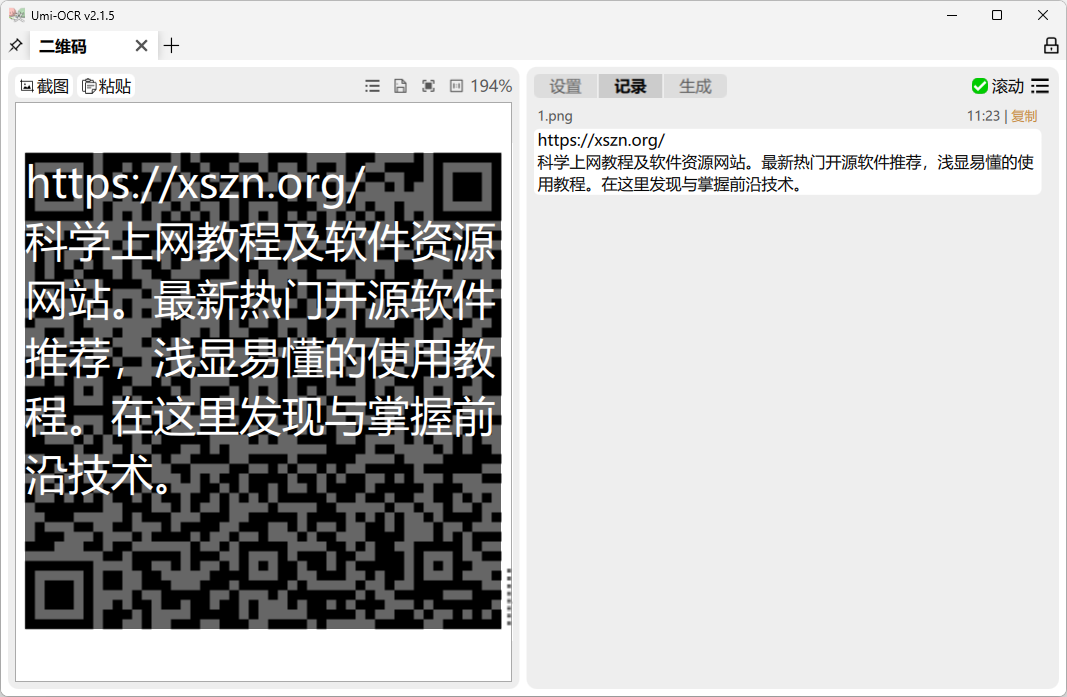 Umi-OCR v2.1.5
二维码
截图 粘贴 194%
设置 记录 生成 滚动
1.png 11:23 | 复制
https://xszn.org/
科学上网教程及软件资源网站。最新热门开源软件推荐，浅显易懂的使
用教程。在这里发现与掌握前沿技术。
https://xszn.org/
科学上网教程及软件资源
网站。最新热门开源软件
推荐，浅显易懂的使用教
程。在这里发现与掌握前
沿技术。